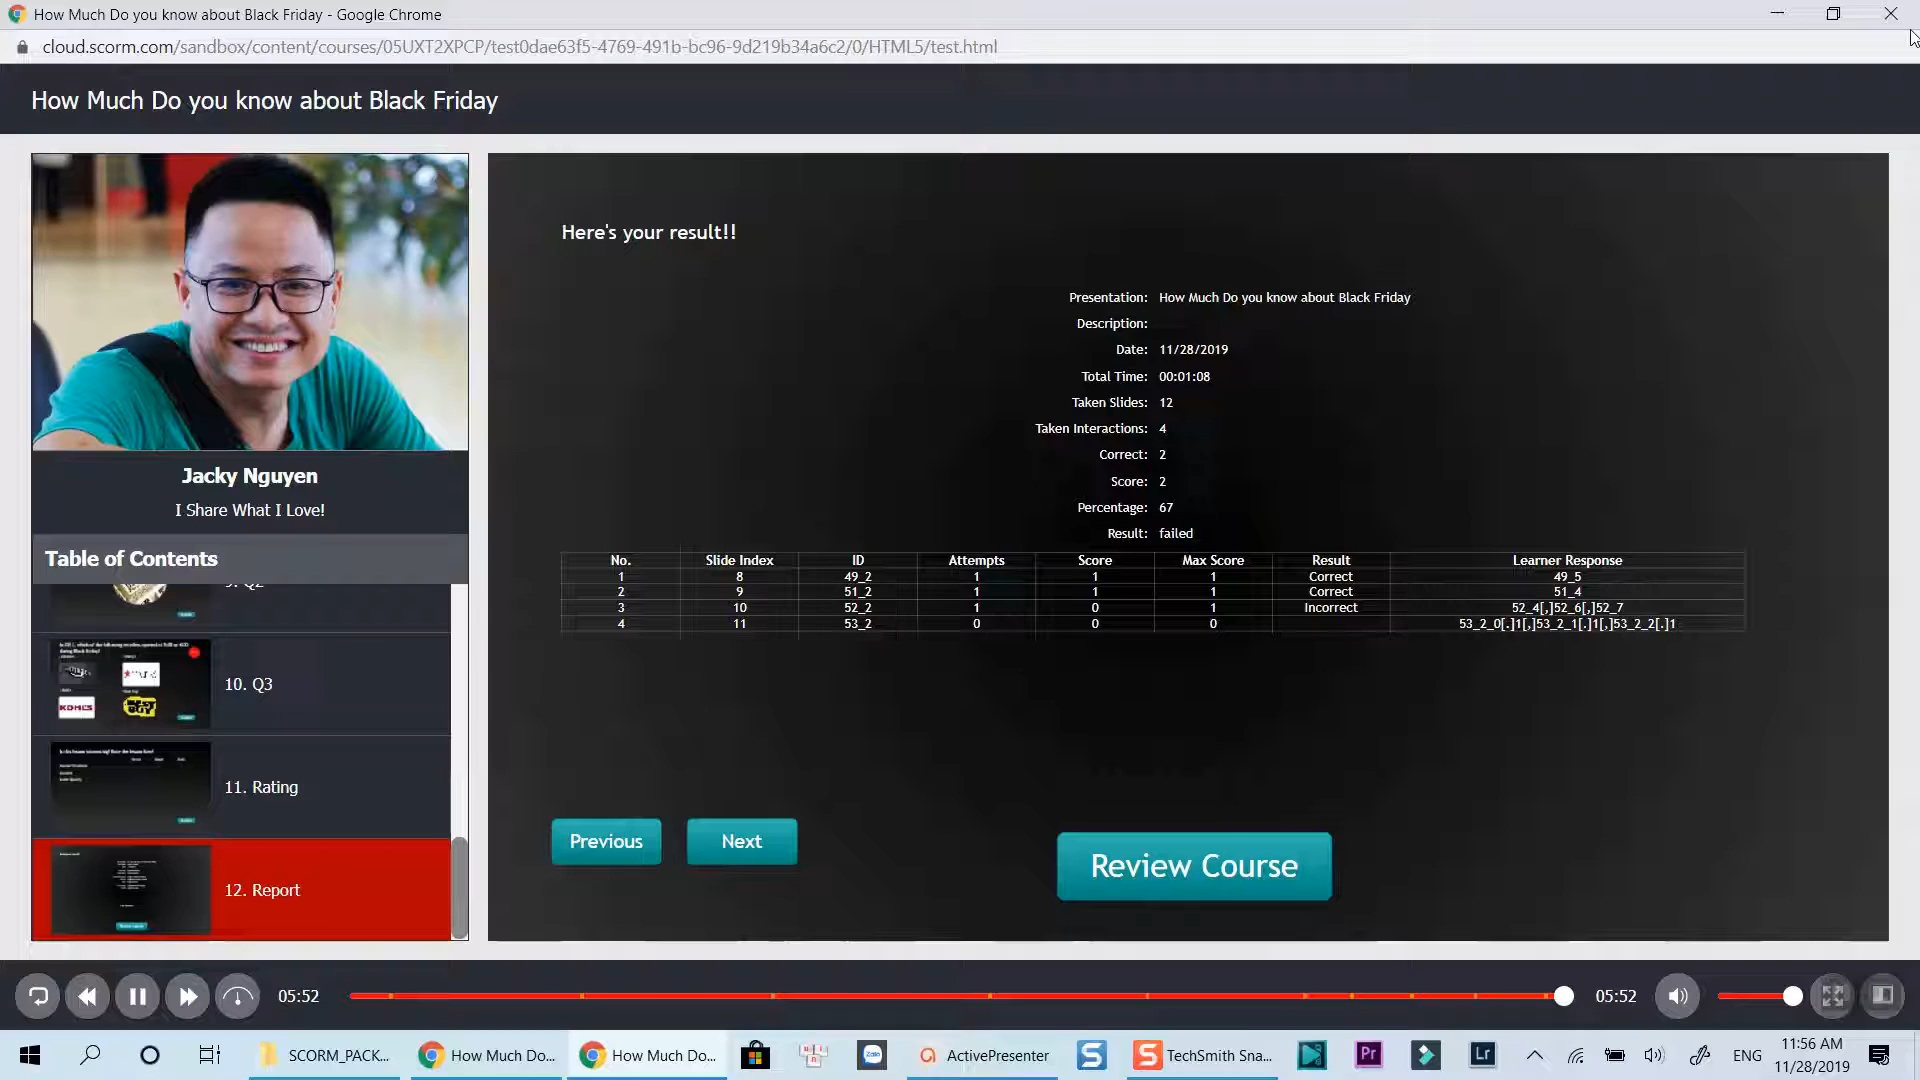 How Much Do you know about Black Friday - Google Chrome
cloud.scorm.com/sandbox/content/courses/05UXT2XPCP/test0dae63f5-4769-491b-bc96-9d219b34a6c2/0/HTML5/test.html
How Much Do you know about Black Friday
Jacky Nguyen
I Share What I Love!
Table of Contents
9. Q2
KOHL'S
10. Q3
11. Rating
12. Report
Here's your result!!
Presentation: How Much Do you know about Black Friday
Description:
Date: 11/28/2019
Total Time: 00:01:08
Taken Slides: 12
Taken Interactions: 4
Correct: 2
Score: 2
Percentage: 67
Result: failed
No. Slide Index ID Attempts Score Max Score Result Learner Response
1 8 49_2 1 1 1 Correct 49_5
2 9 51_2 1 1 1 Correct 51_4
3 10 52_2 1 0 1 Incorrect 52_4[,]52_6[,]52_7
4 11 53_2 0 0 0 53_2_0[.]1[,]53_2_1[.]1[,]53_2_2[.]1
Previous Next
Review Course
05:52 05:52
SCORM_PACK... How Much Do... How Much Do... Zalo ActivePresenter S S TechSmith Sna... Pr Lr ENG
11:56 AM
11/28/2019